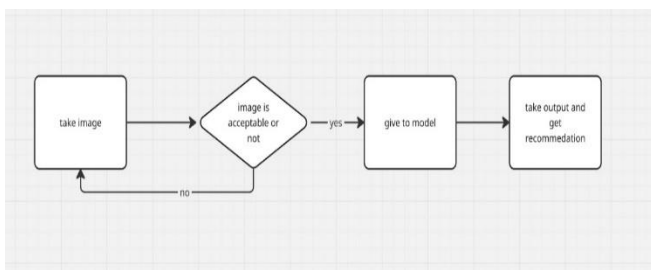 take image
image is
acceptable or
not
yes
give to model
take output and
get
recommedation
no